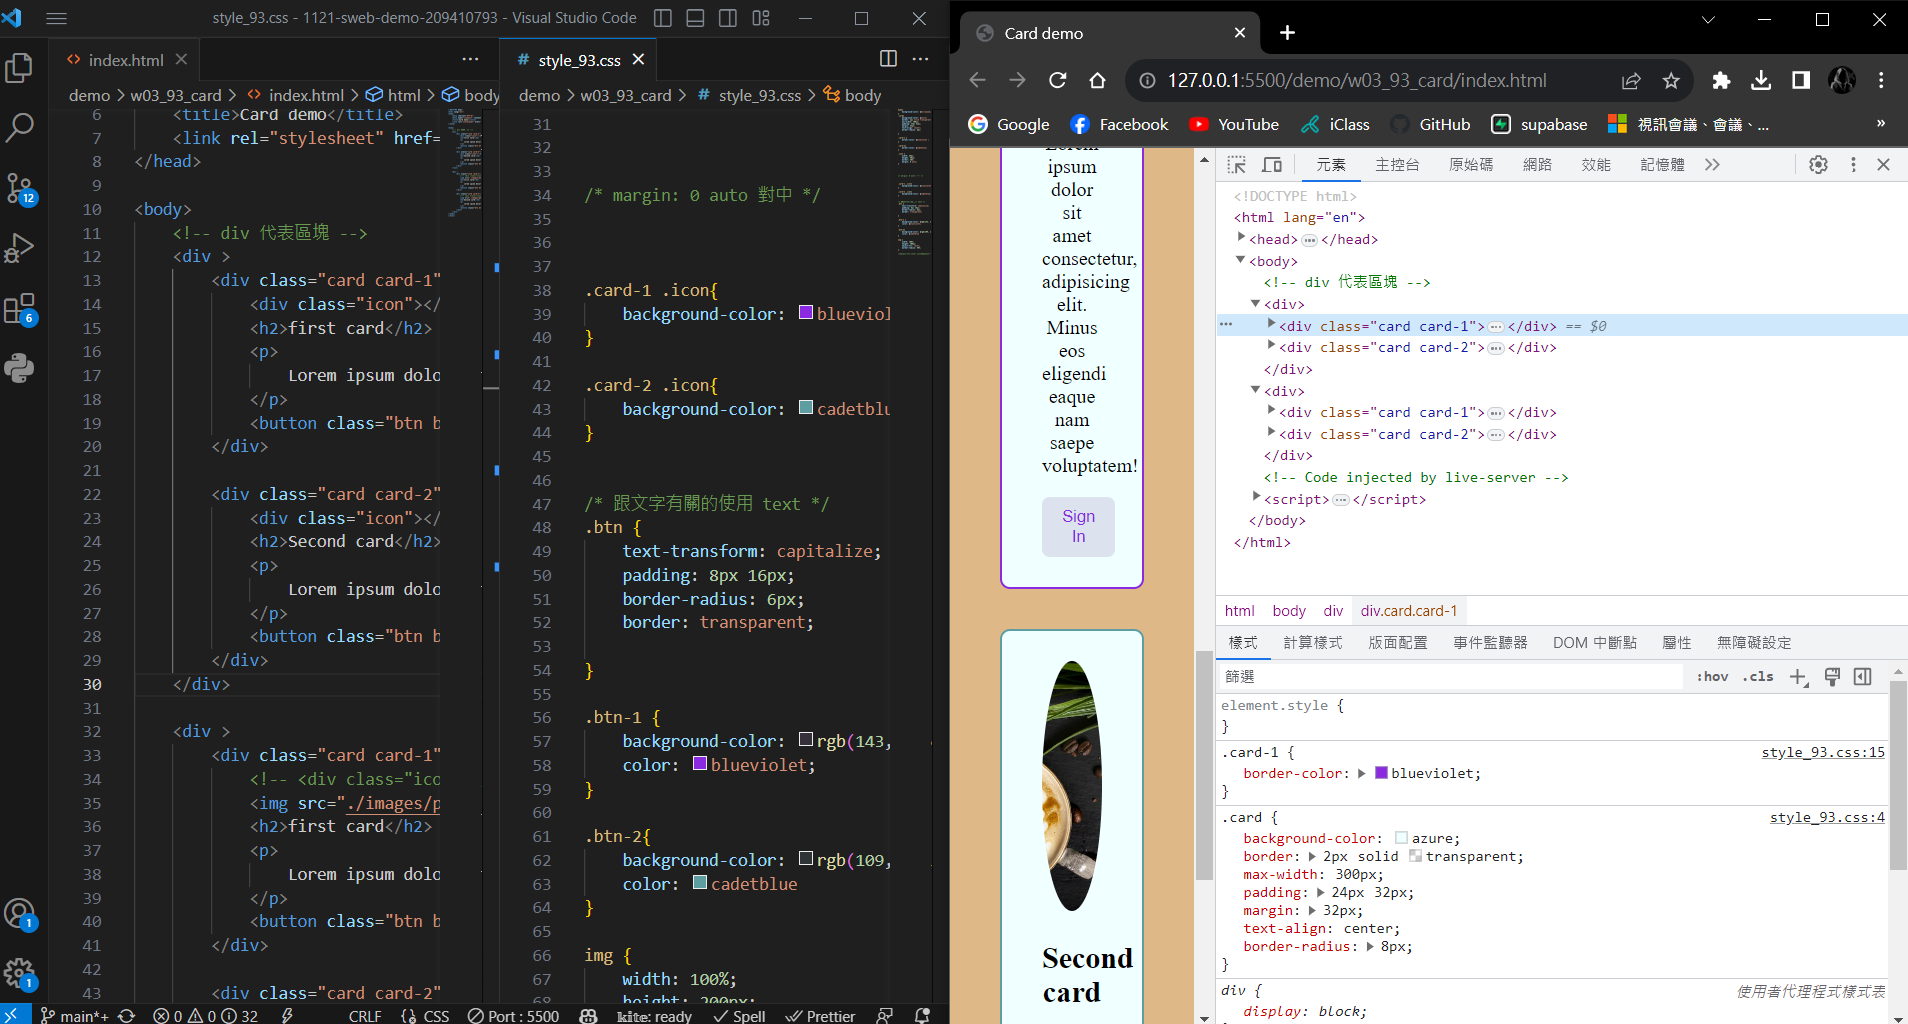 style_93.css - 1121-sweb-demo-209410793 - Visual Studio Code
index.html
demo > w03_93_card > index.html > html > body
6 <title>Card demo</title>
7 <link rel="stylesheet" href=
8 </head>
9
10 <body>
11 <!-- div 代表區塊 -->
12 <div >
13 <div class="card card-1"
14 <div class="icon"></
15 <h2>first card</h2>
16 <p>
17 Lorem ipsum dolo
18 </p>
19 <button class="btn b
20 </div>
21
22 <div class="card card-2"
23 <div class="icon"></
24 <h2>Second card</h2>
25 <p>
26 Lorem ipsum dolo
27 </p>
28 <button class="btn b
29 </div>
30 </div>
31
32 <div >
33 <div class="card card-1"
34 <!-- <div class="ico
35 <img src="./images/p
36 <h2>first card</h2>
37 <p>
38 Lorem ipsum dolo
39 </p>
40 <button class="btn b
41 </div>
42
43 <div class="card card-2"
12
6
1
1
style_93.css
demo > w03_93_card > # style_93.css > body
31
32
33
34 /* margin: 0 auto 對中 */
35
36
37
38 .card-1 .icon{
39 background-color: blueviol
40 }
41
42 .card-2 .icon{
43 background-color: cadetblu
44 }
45
46
47 /* 跟文字有關的使用 text */
48 .btn {
49 text-transform: capitalize;
50 padding: 8px 16px;
51 border-radius: 6px;
52 border: transparent;
53
54 }
55
56 .btn-1 {
57 background-color: rgb(143,
58 color: blueviolet;
59 }
60
61 .btn-2{
62 background-color: rgb(109,
63 color: cadetblue
64 }
65
66 img {
67 width: 100%;
68 height: 200px;
main*+ 0 0 32 CRLF {} CSS Port : 5500 kite: ready Spell Prettier
Card demo
127.0.0.1:5500/demo/w03_93_card/index.html
Google Facebook YouTube iClass GitHub supabase 視訊會議、會議、... »
Lorem
ipsum
dolor
sit
amet
consectetur,
adipisicing
elit.
Minus
eos
eligendi
eaque
nam
saepe
voluptatem!
Sign
In
Second
card
元素 主控台 原始碼 網路 效能 記憶體
<!DOCTYPE html>
<html lang="en">
<head>…</head>
<body>
<!-- div 代表區塊 -->
<div>
<div class="card card-1">…</div> == $0
<div class="card card-2">…</div>
</div>
<div>
<div class="card card-1">…</div>
<div class="card card-2">…</div>
</div>
<!-- Code injected by live-server -->
<script>…</script>
</body>
</html>
html body div div.card.card-1
樣式 計算樣式 版面配置 事件監聽器 DOM 中斷點 屬性 無障礙設定
篩選 :hov .cls
element.style {
}
.card-1 { style_93.css:15
border-color: blueviolet;
}
.card { style_93.css:4
background-color: azure;
border: 2px solid transparent;
max-width: 300px;
padding: 24px 32px;
margin: 32px;
text-align: center;
border-radius: 8px;
}
div { 使用者代理程式樣式表
display: block;